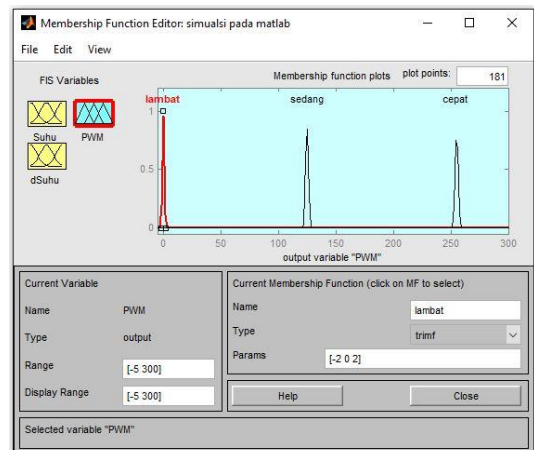 Membership Function Editor: simualsi pada matlab
File Edit View
FIS Variables
Suhu
PWM
dSuhu
Membership function plots
plot points:
181
lambat
sedang
cepat
1
0.5
0
0 50 100 150 200 250 300
output variable "PWM"
Current Variable
Name PWM
Type output
Range [-5 300]
Display Range [-5 300]
Current Membership Function (click on MF to select)
Name lambat
Type trimf
Params [-2 0 2]
Help
Close
Selected variable "PWM"